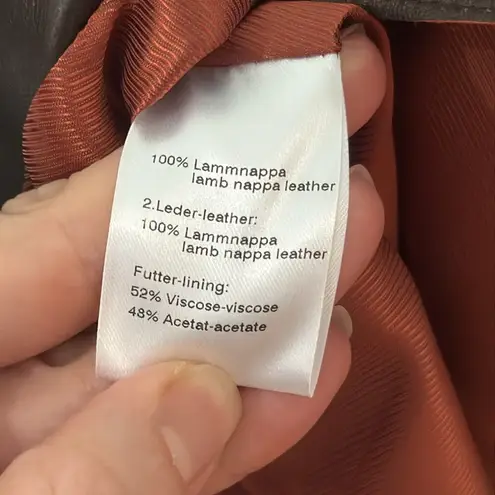 100% Lammnappa
lamb nappa leather
2.Leder-leather:
100% Lammnappa
lamb nappa leather
Futter-lining:
52% Viscose-viscose
48% Acetat-acetate